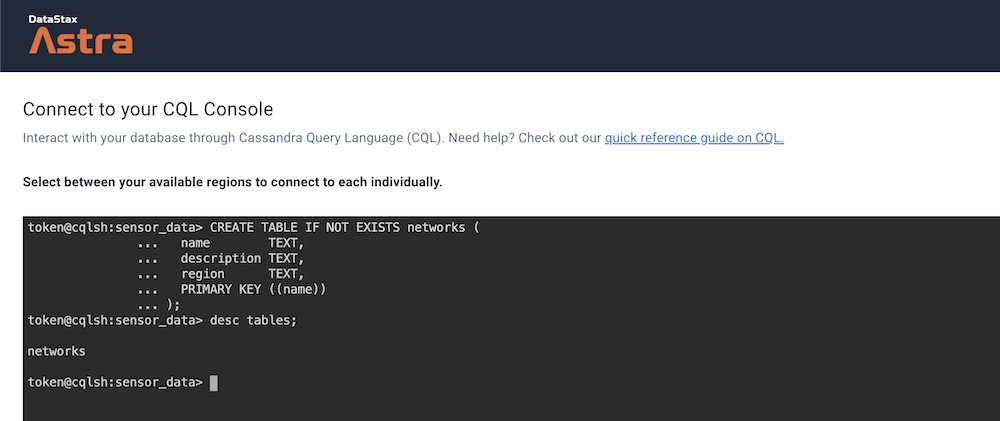 DataStax
Astra
Connect to your CQL Console
Interact with your database through Cassandra Query Language (CQL). Need help? Check out our quick reference guide on CQL.
Select between your available regions to connect to each individually.
token@cqlsh:sensor_data> CREATE TABLE IF NOT EXISTS networks (
               ...   name        TEXT,
               ...   description TEXT,
               ...   region      TEXT,
               ...   PRIMARY KEY ((name))
               ... );
token@cqlsh:sensor_data> desc tables;
networks
token@cqlsh:sensor_data>